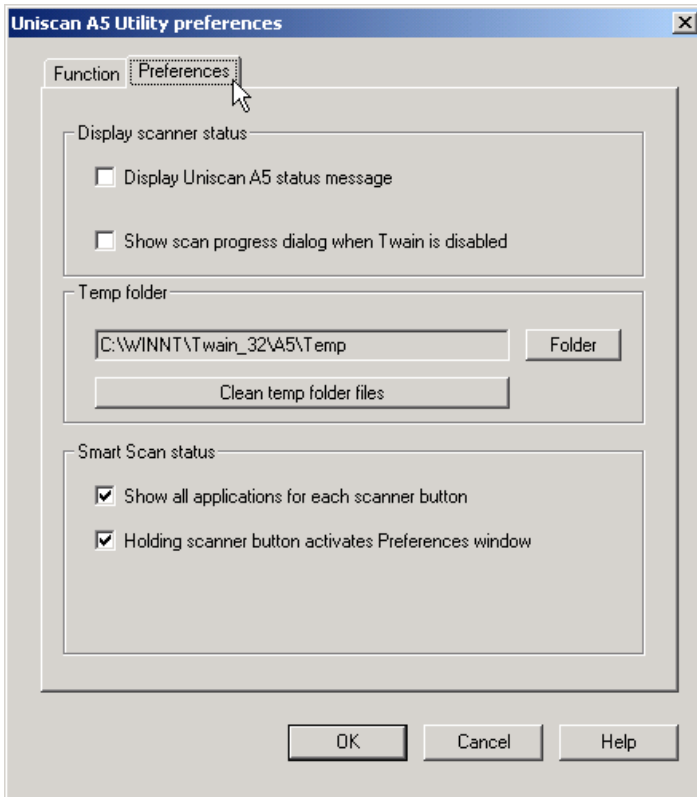 Uniscan A5 Utility preferences
Function Preferences
Display scanner status
Display Uniscan A5 status message
Show scan progress dialog when Twain is disabled
Temp folder
C:\WINNT\Twain_32\A5\Temp Folder
Clean temp folder files
Smart Scan status
Show all applications for each scanner button
Holding scanner button activates Preferences window
OK Cancel Help